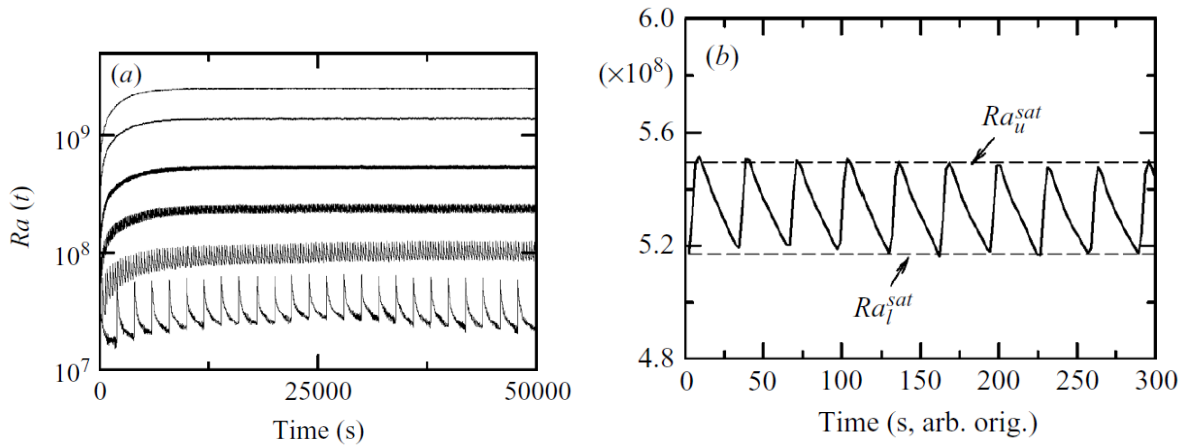 (a)
10^9
10^8
10^7
Ra (t)
0
25000
50000
Time (s)
(b)
6.0
(×10^8)
5.6
5.2
4.8
Ra_u^{sat}
Ra_l^{sat}
0
50
100
150
200
250
300
Time (s, arb. orig.)